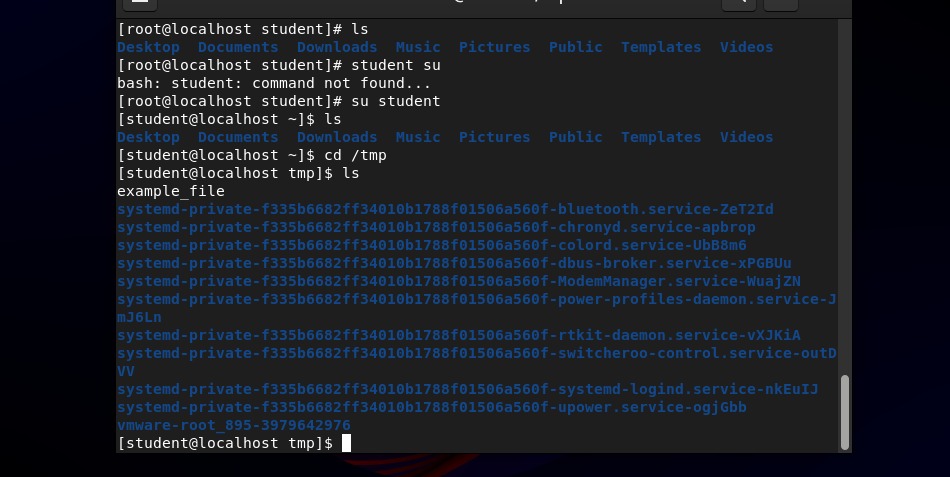 [root@localhost student]# ls
Desktop  Documents  Downloads  Music  Pictures  Public  Templates  Videos
[root@localhost student]# student su
bash: student: command not found...
[root@localhost student]# su student
[student@localhost ~]$ ls
Desktop  Documents  Downloads  Music  Pictures  Public  Templates  Videos
[student@localhost ~]$ cd /tmp
[student@localhost tmp]$ ls
example_file
systemd-private-f335b6682ff34010b1788f01506a560f-bluetooth.service-ZeT2Id
systemd-private-f335b6682ff34010b1788f01506a560f-chronyd.service-apbrop
systemd-private-f335b6682ff34010b1788f01506a560f-colord.service-UbB8m6
systemd-private-f335b6682ff34010b1788f01506a560f-dbus-broker.service-xPGBUu
systemd-private-f335b6682ff34010b1788f01506a560f-ModemManager.service-WuajZN
systemd-private-f335b6682ff34010b1788f01506a560f-power-profiles-daemon.service-J
mJ6Ln
systemd-private-f335b6682ff34010b1788f01506a560f-rtkit-daemon.service-vXJKiA
systemd-private-f335b6682ff34010b1788f01506a560f-switcheroo-control.service-outD
VV
systemd-private-f335b6682ff34010b1788f01506a560f-systemd-logind.service-nkEuIJ
systemd-private-f335b6682ff34010b1788f01506a560f-upower.service-ogjGbb
vmware-root_895-3979642976
[student@localhost tmp]$